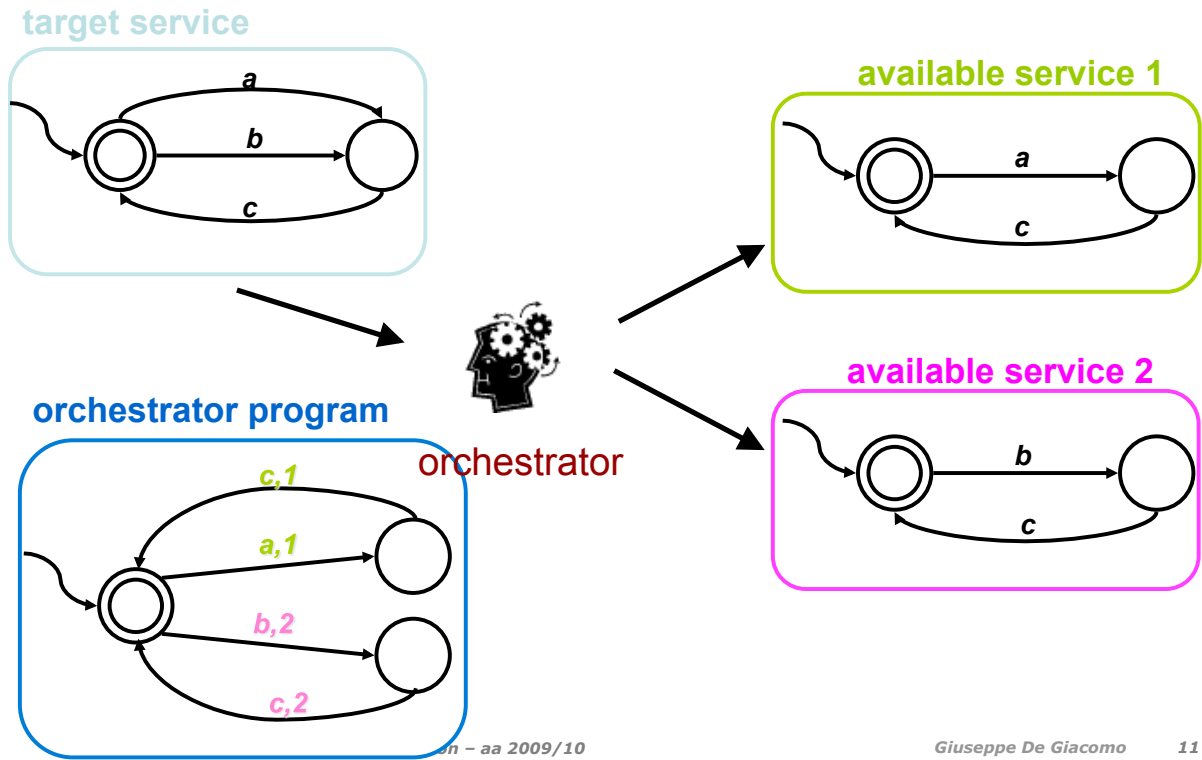 target service
a
b
c
available service 1
a
c
available service 2
b
c
orchestrator
orchestrator program
c,1
a,1
b,2
c,2
– aa 2009/10
Giuseppe De Giacomo
11